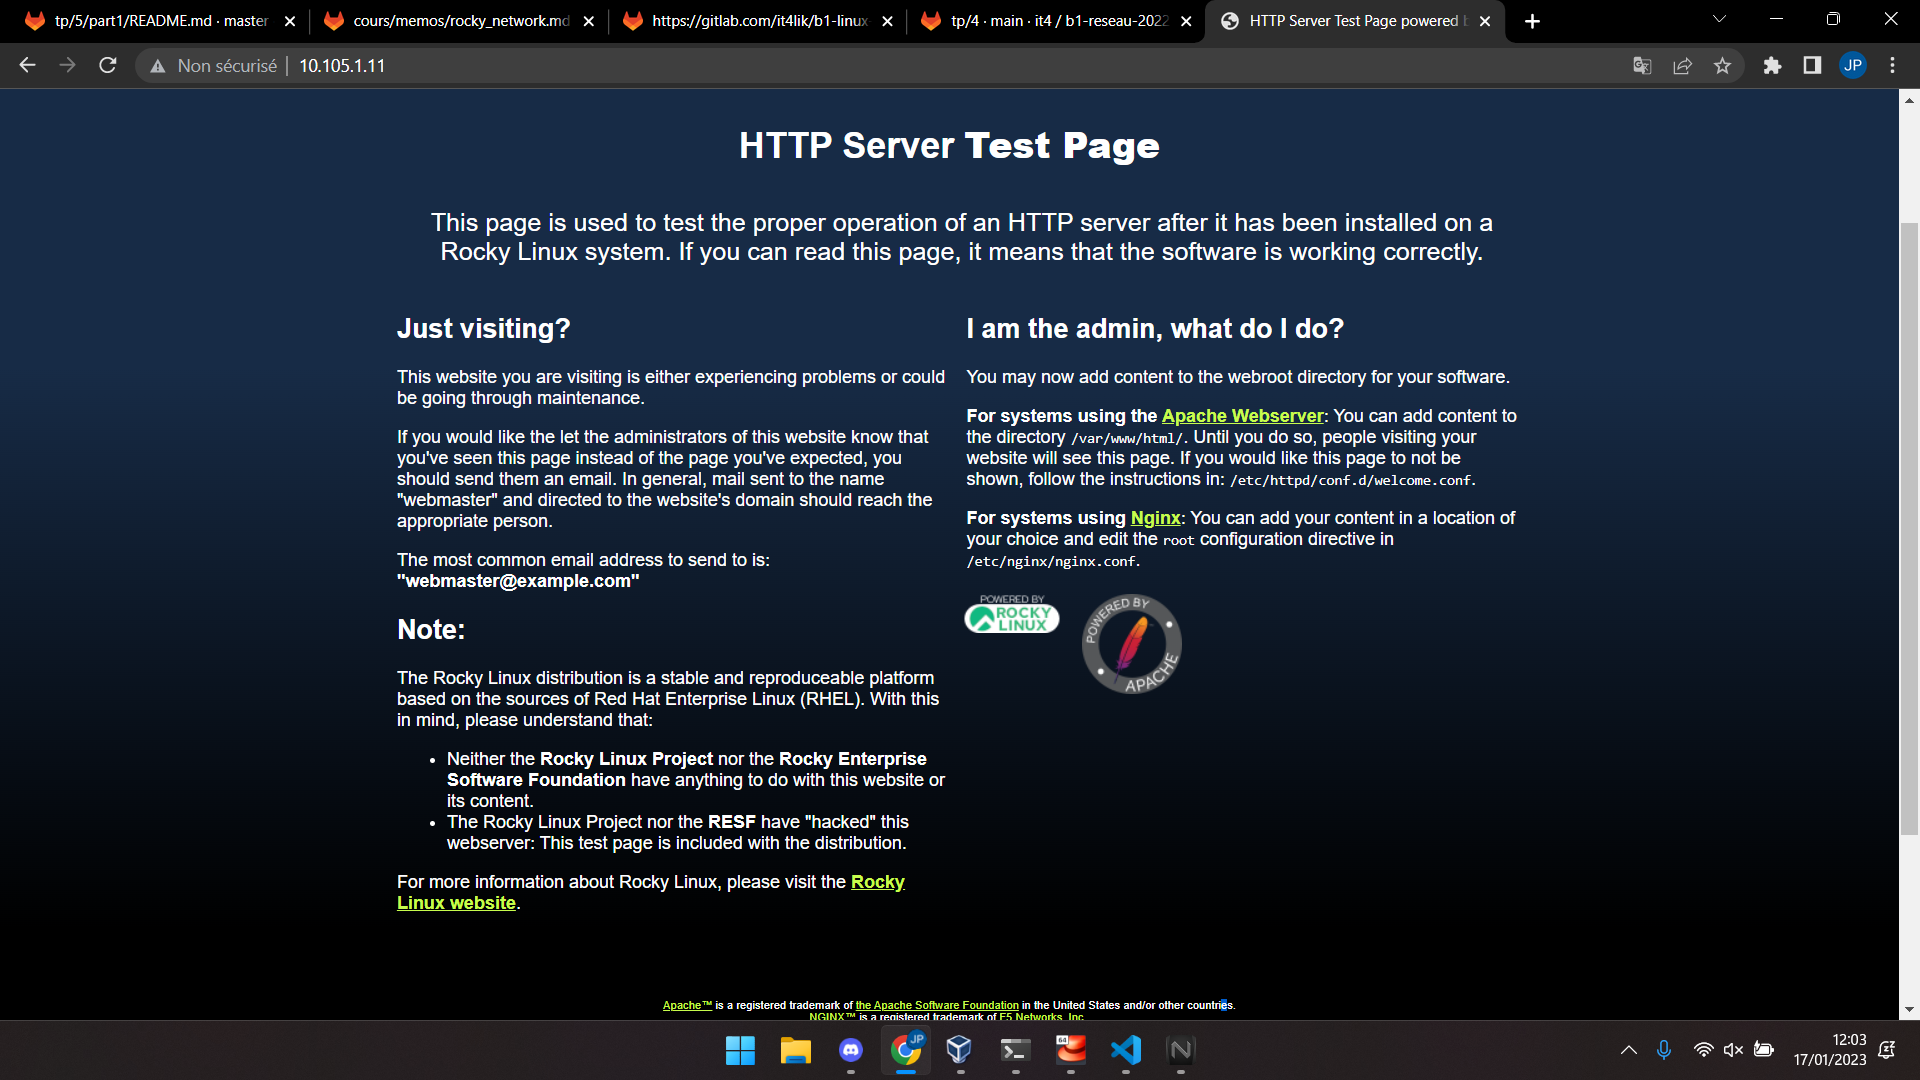 tp/5/part1/README.md · master
cours/memos/rocky_network.md
https://gitlab.com/it4lik/b1-linux
tp/4 · main · it4 / b1-reseau-2022
HTTP Server Test Page powered
Non sécurisé
10.105.1.11
JP
HTTP Server Test Page
This page is used to test the proper operation of an HTTP server after it has been installed on a
Rocky Linux system. If you can read this page, it means that the software is working correctly.
Just visiting?
This website you are visiting is either experiencing problems or could
be going through maintenance.
If you would like the let the administrators of this website know that
you've seen this page instead of the page you've expected, you
should send them an email. In general, mail sent to the name
"webmaster" and directed to the website's domain should reach the
appropriate person.
The most common email address to send to is:
"webmaster@example.com"
Note:
The Rocky Linux distribution is a stable and reproduceable platform
based on the sources of Red Hat Enterprise Linux (RHEL). With this
in mind, please understand that:
• Neither the Rocky Linux Project nor the Rocky Enterprise
Software Foundation have anything to do with this website or
its content.
• The Rocky Linux Project nor the RESF have "hacked" this
webserver: This test page is included with the distribution.
For more information about Rocky Linux, please visit the Rocky
Linux website.
I am the admin, what do I do?
You may now add content to the webroot directory for your software.
For systems using the Apache Webserver: You can add content to
the directory /var/www/html/. Until you do so, people visiting your
website will see this page. If you would like this page to not be
shown, follow the instructions in: /etc/httpd/conf.d/welcome.conf.
For systems using Nginx: You can add your content in a location of
your choice and edit the root configuration directive in
/etc/nginx/nginx.conf.
POWERED BY
ROCKY
LINUX
POWERED BY
APACHE
Apache™ is a registered trademark of the Apache Software Foundation in the United States and/or other countries.
NGINX™ is a registered trademark of F5 Networks, Inc.
JP
64
12:03
17/01/2023